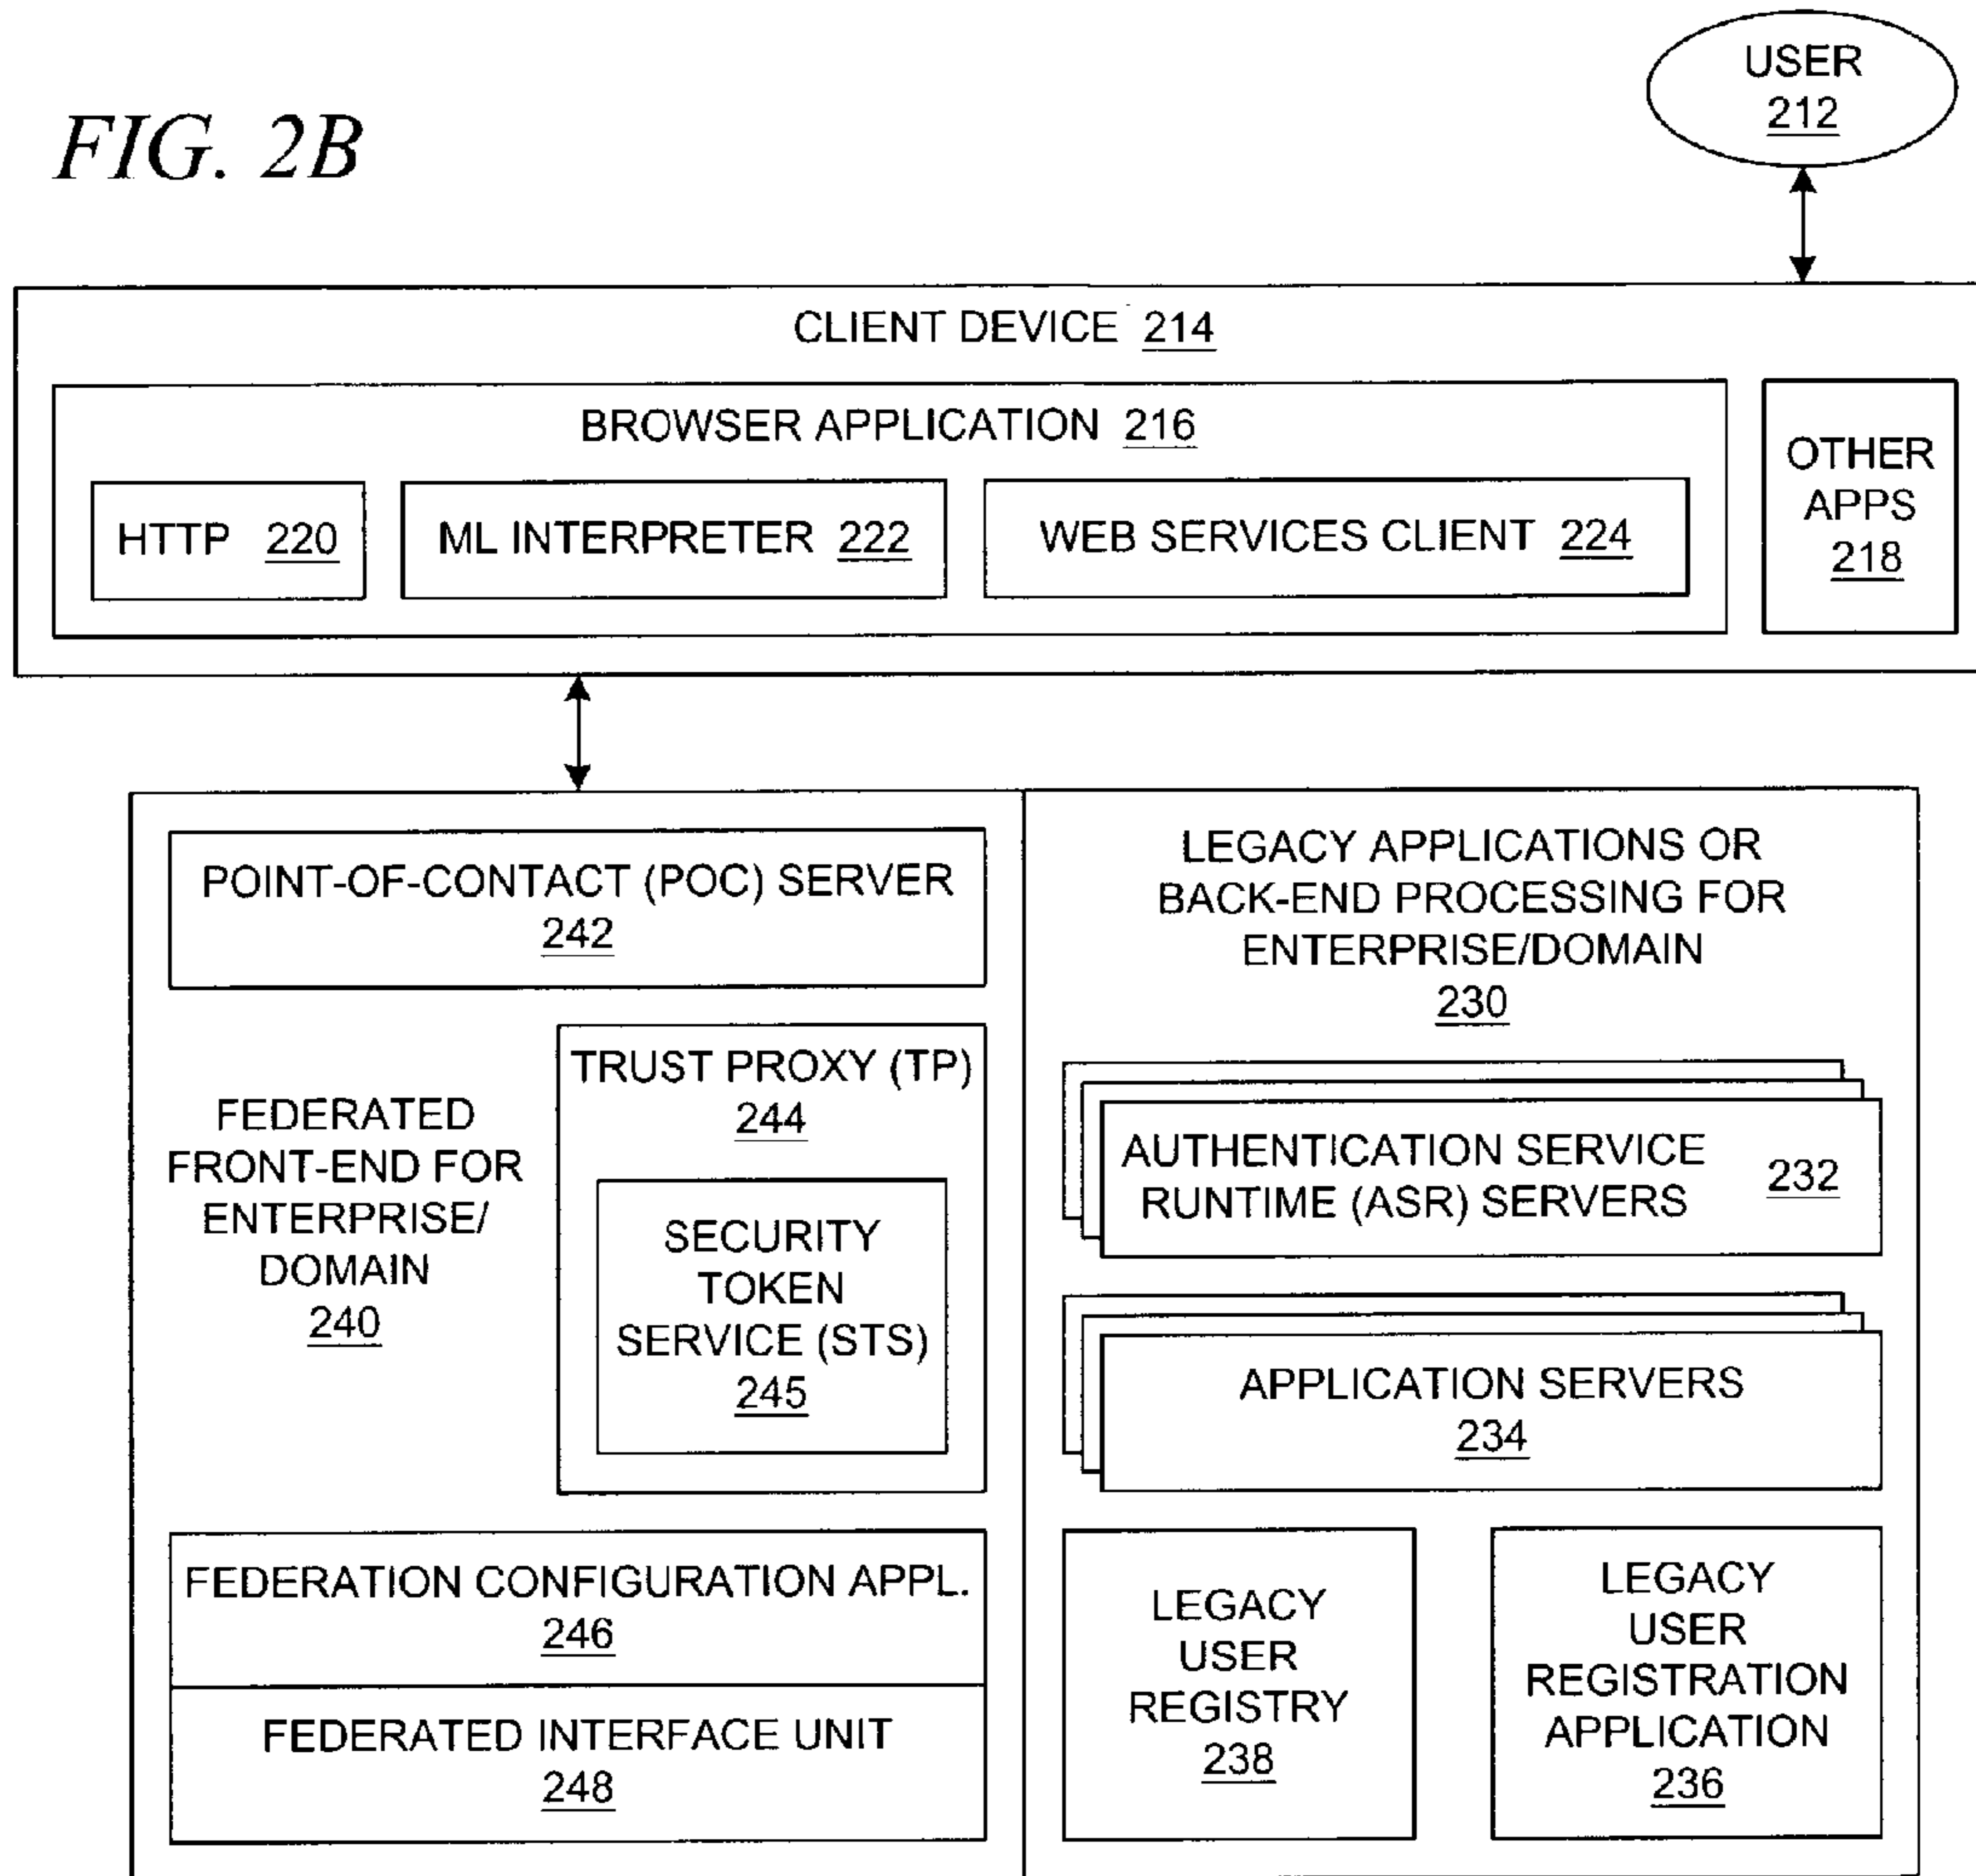 FIG. 2B
USER
212
CLIENT DEVICE 214
BROWSER APPLICATION 216
HTTP 220
ML INTERPRETER 222
WEB SERVICES CLIENT 224
OTHER
APPS
218
POINT-OF-CONTACT (POC) SERVER
242
FEDERATED
FRONT-END FOR
ENTERPRISE/
DOMAIN
240
TRUST PROXY (TP)
244
SECURITY
TOKEN
SERVICE (STS)
245
FEDERATION CONFIGURATION APPL.
246
FEDERATED INTERFACE UNIT
248
LEGACY APPLICATIONS OR
BACK-END PROCESSING FOR
ENTERPRISE/DOMAIN
230
AUTHENTICATION SERVICE
RUNTIME (ASR) SERVERS 232
APPLICATION SERVERS
234
LEGACY
USER
REGISTRY
238
LEGACY
USER
REGISTRATION
APPLICATION
236